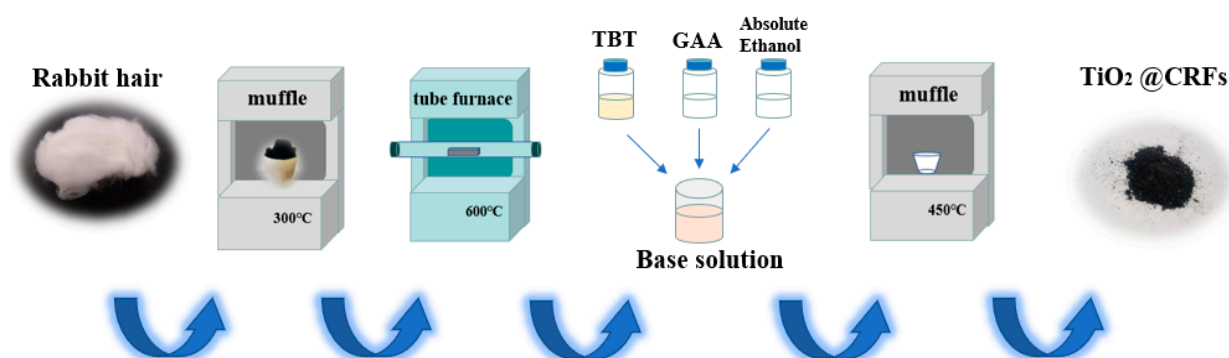 Rabbit hair
muffle
300℃
tube furnace
600℃
TBT
GAA
Absolute
Ethanol
Base solution
muffle
450℃
TiO₂ @CRFs